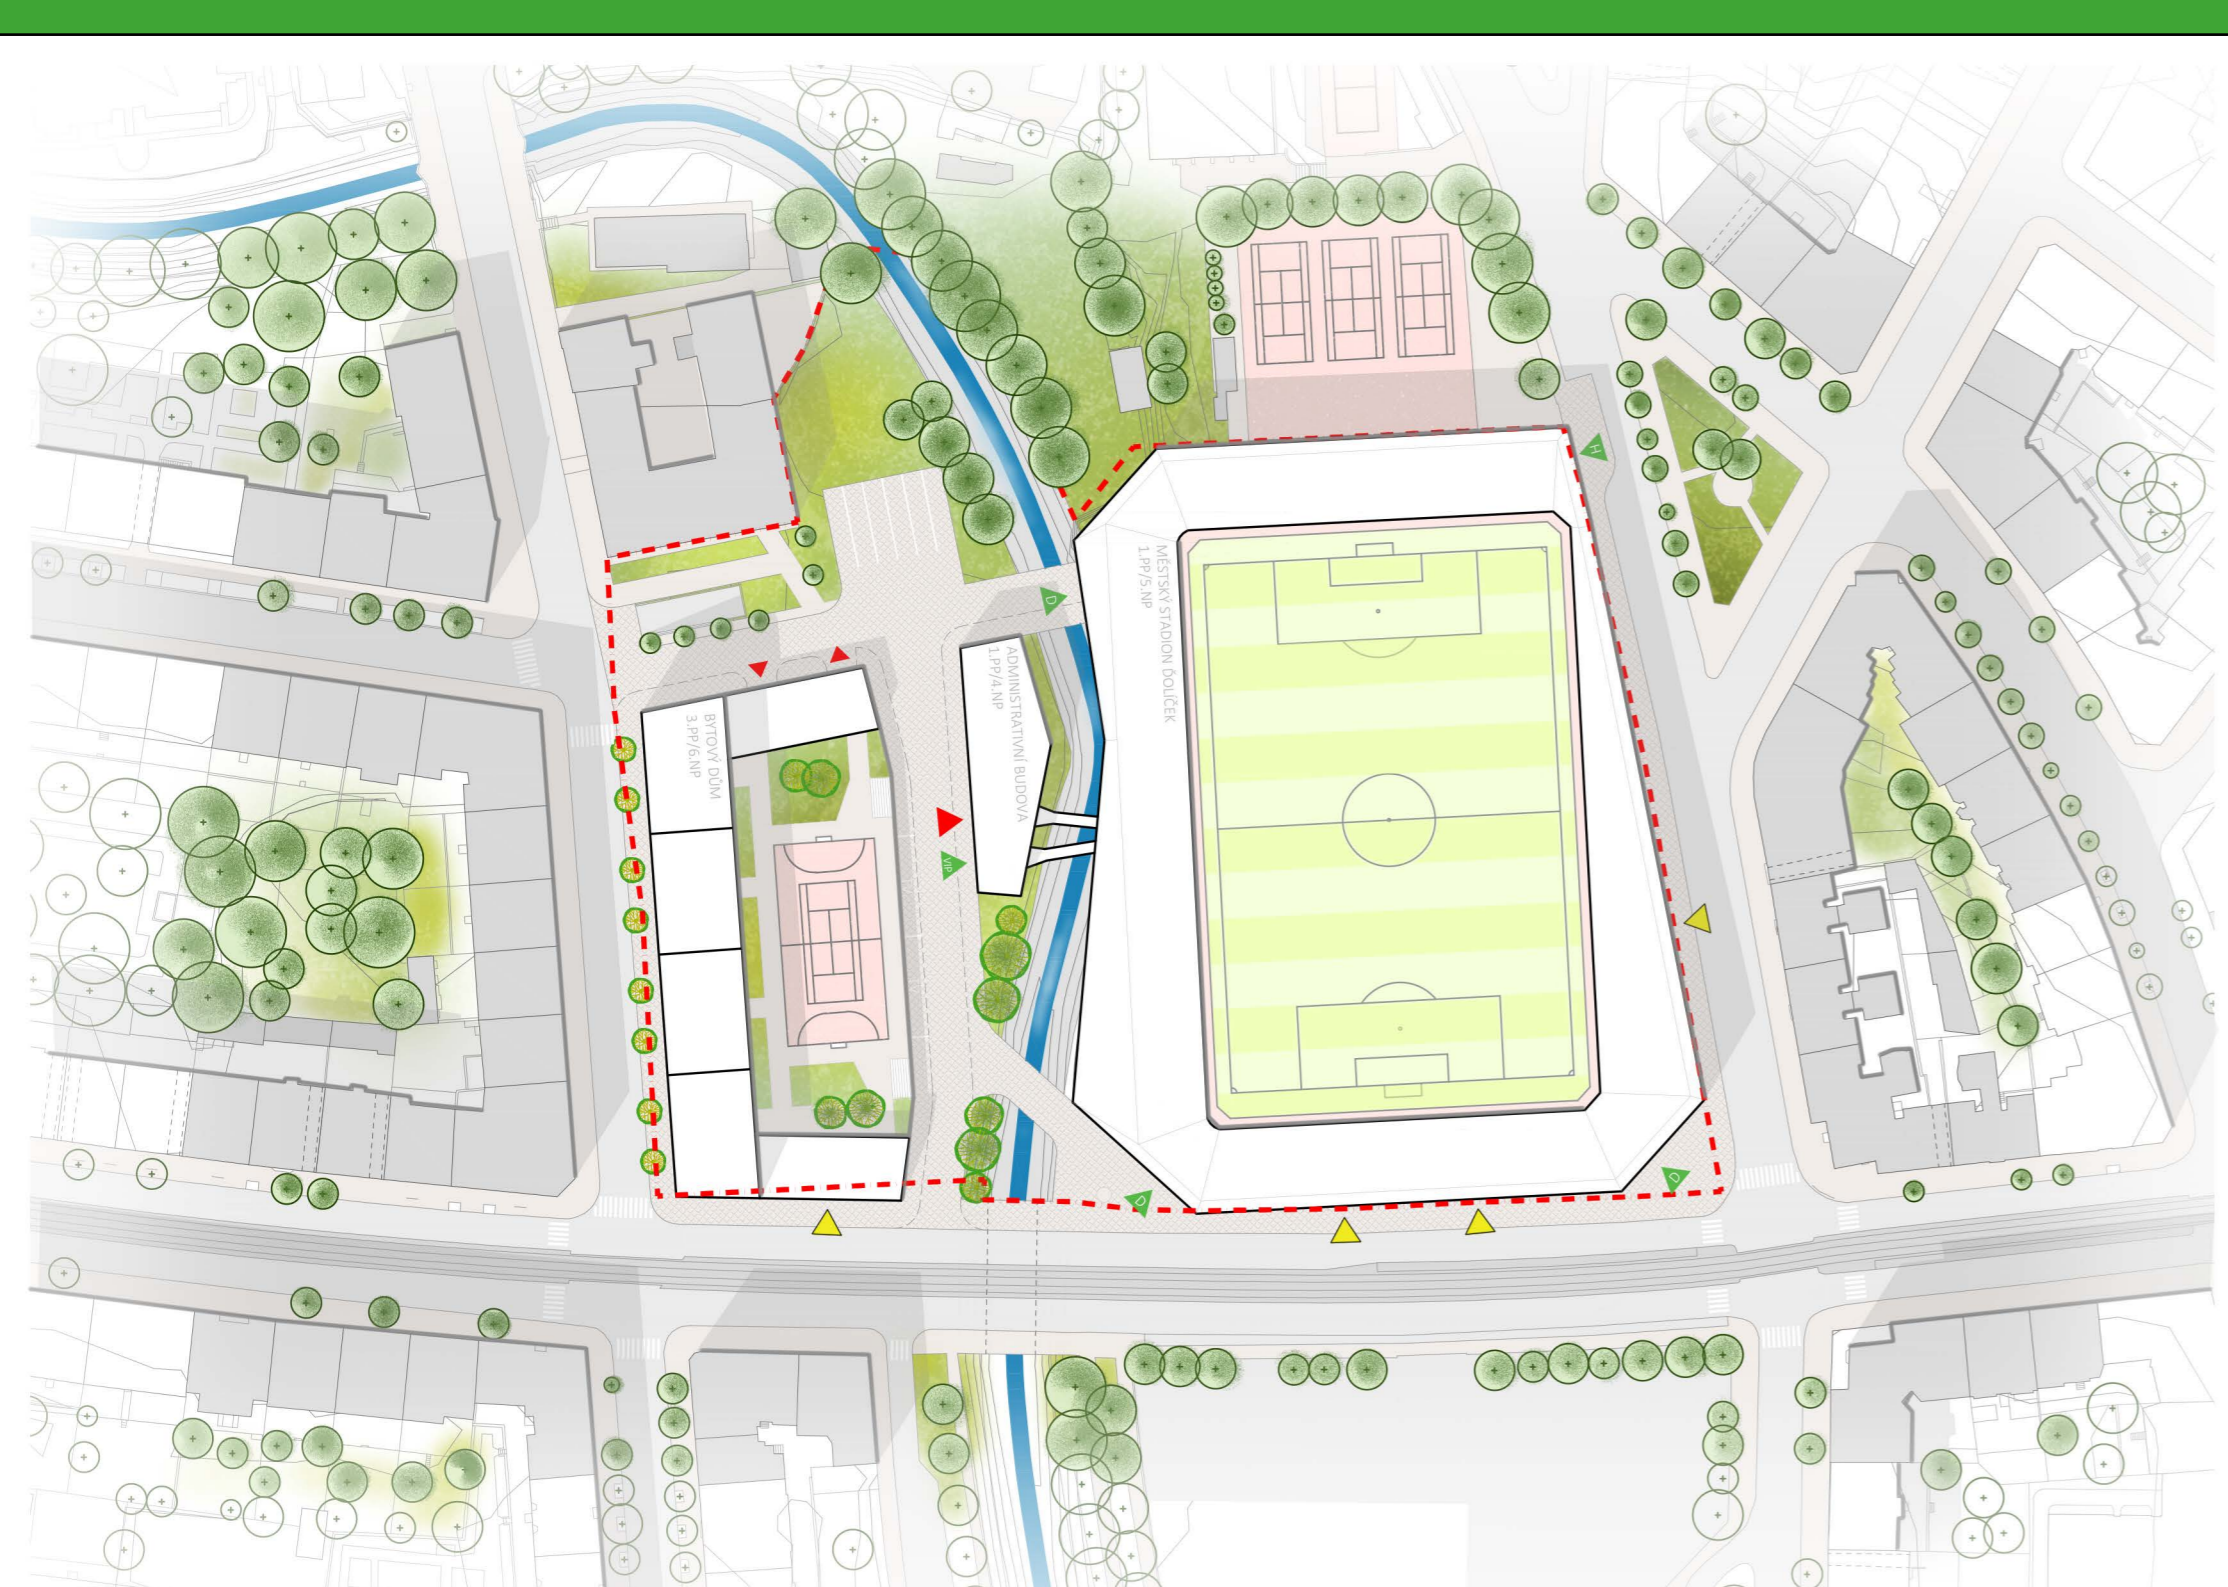 H
MĚSTSKÝ STADION ĎOLÍČEK
1.PP/5.NP
D
ADMINISTRATIVNÍ BUDOVA
1.PP/4.NP
BYTOVÝ DŮM
3.PP/6.NP
VIP
D
D